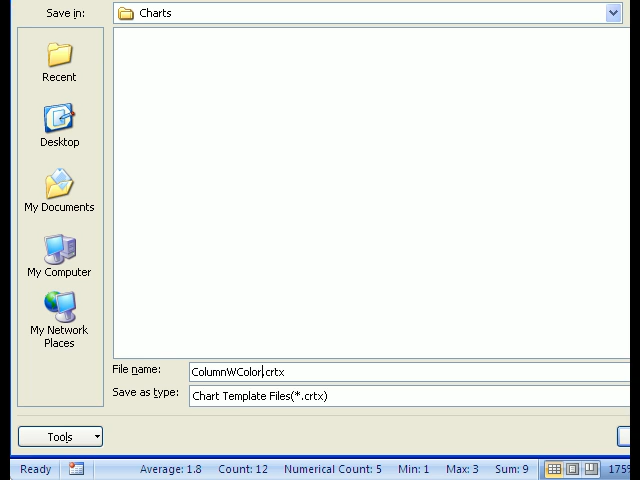 Save in: Charts
Recent
Desktop
My Documents
My Computer
My Network
Places
File name: ColumnWColor.crtx
Save as type: Chart Template Files(*.crtx)
Tools
Ready Average: 1.8 Count: 12 Numerical Count: 5 Min: 1 Max: 3 Sum: 9 175%